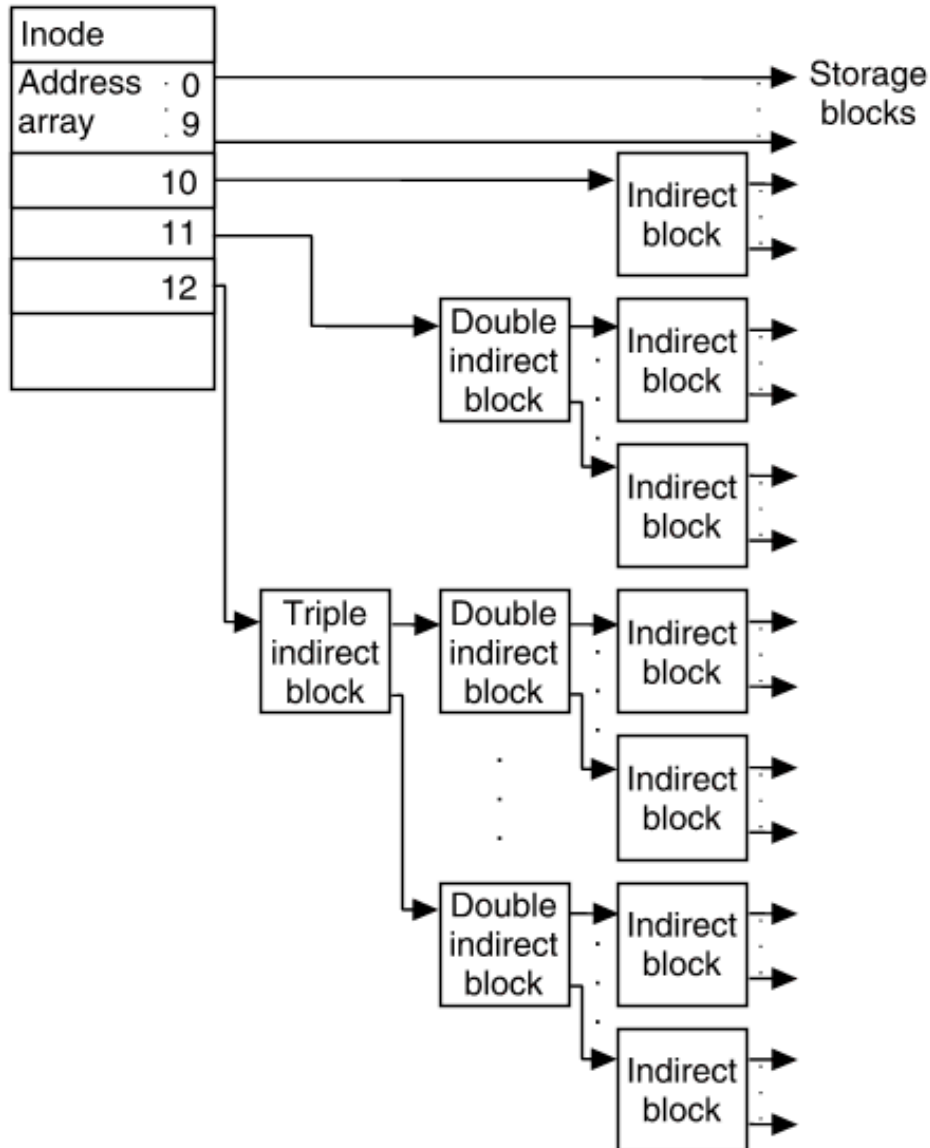 Inode
Address 0
array 9
Storage
blocks
10
Indirect
block
11
12
Double
indirect
block
Indirect
block
Indirect
block
Triple
indirect
block
Double
indirect
block
Indirect
block
Indirect
block
Double
indirect
block
Indirect
block
Indirect
block